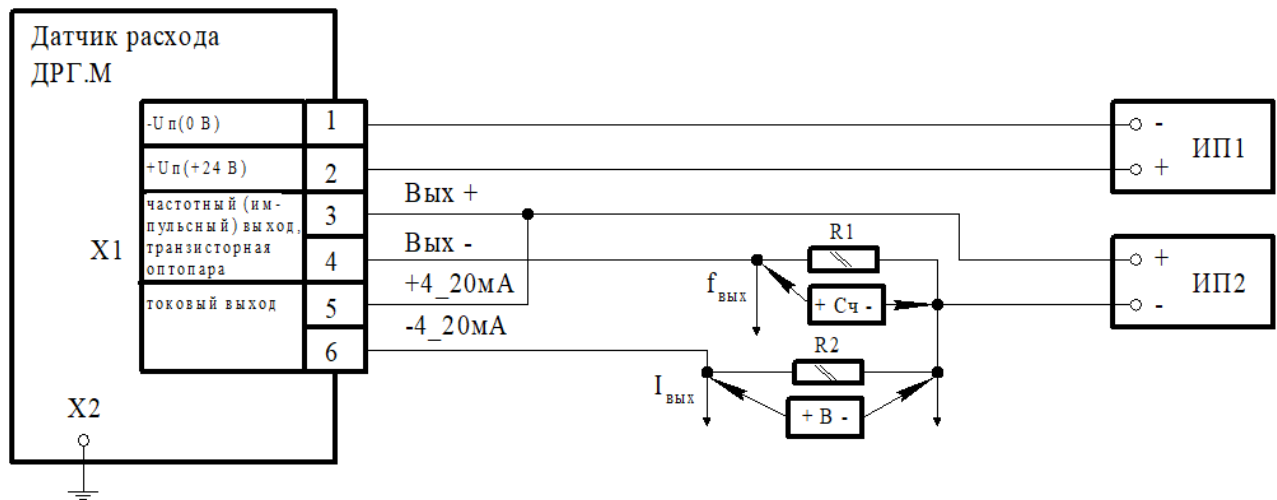 Датчик расхода
ДРГ.М
-Uп(0 В)
1
+Uп(+24 В)
2
частотный (им-
пульсный) выход,
транзисторная
оптопара
3
4
токовый выход
5
6
X1
X2
Вых +
Вых -
+4_20мА
-4_20мА
R1
fвых
+ Сч -
R2
Iвых
+ В -
-
+
ИП1
+
-
ИП2